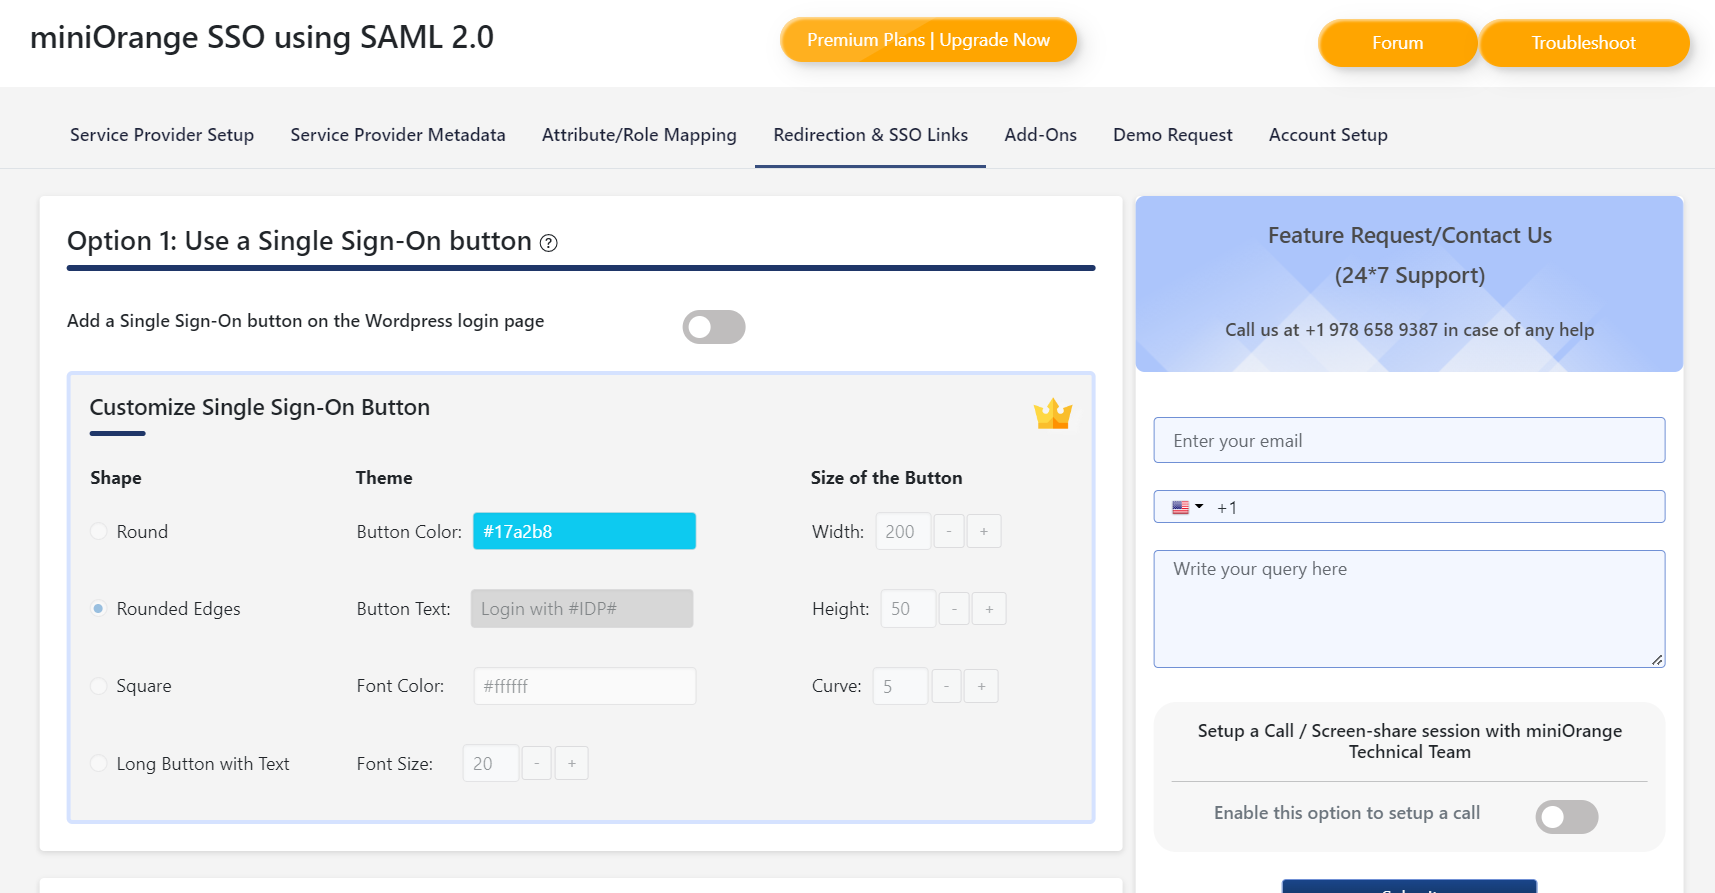 miniOrange SSO using SAML 2.0
Premium Plans | Upgrade Now
Forum
Troubleshoot
Service Provider Setup
Service Provider Metadata
Attribute/Role Mapping
Redirection & SSO Links
Add-Ons
Demo Request
Account Setup
Option 1: Use a Single Sign-On button ?
Add a Single Sign-On button on the Wordpress login page
Customize Single Sign-On Button
Shape
Theme
Size of the Button
Round
Button Color: #17a2b8
Width: 200 - +
Rounded Edges
Button Text: Login with #IDP#
Height: 50 - +
Square
Font Color: #ffffff
Curve: 5 - +
Long Button with Text
Font Size: 20 - +
Feature Request/Contact Us
(24*7 Support)
Call us at +1 978 658 9387 in case of any help
Enter your email
+1
Write your query here
Setup a Call / Screen-share session with miniOrange
Technical Team
Enable this option to setup a call